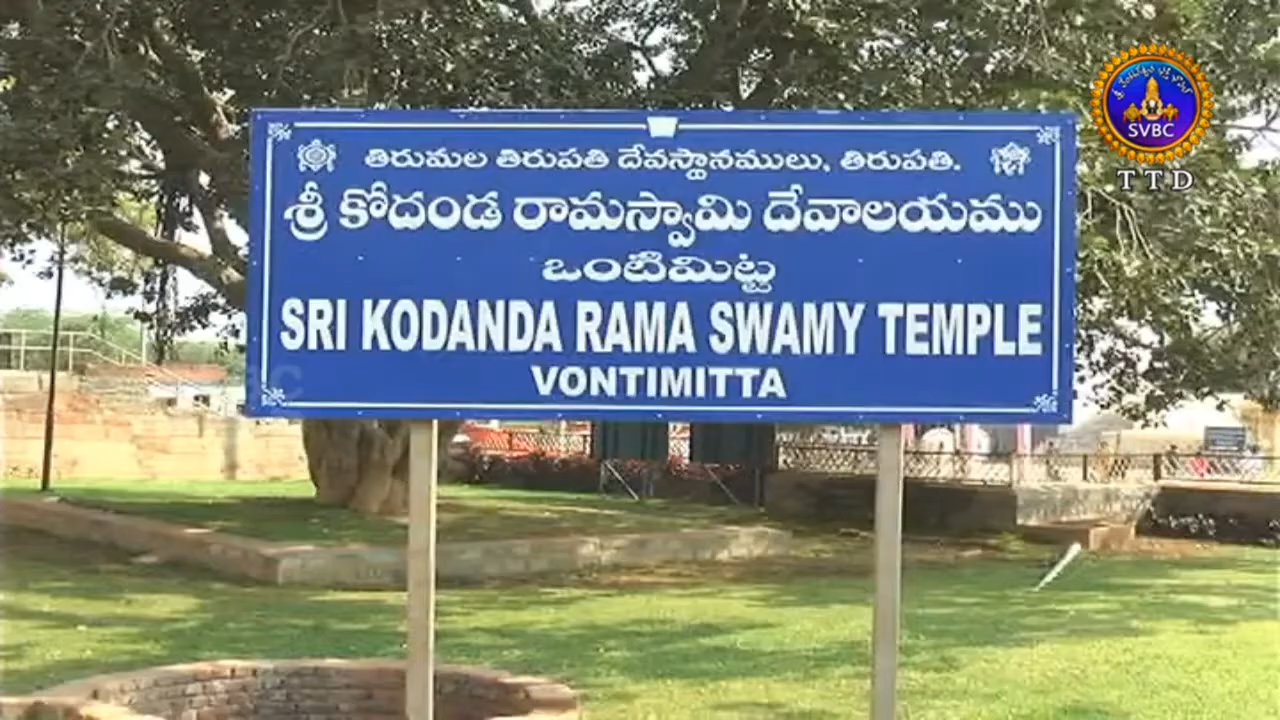 తిరుమల తిరుపతి దేవస్థానములు, తిరుపతి.
శ్రీ కోదండ రామస్వామి దేవాలయము
ఒంటిమిట్ట
SRI KODANDA RAMA SWAMY TEMPLE
VONTIMITTA
SVBC
TTD